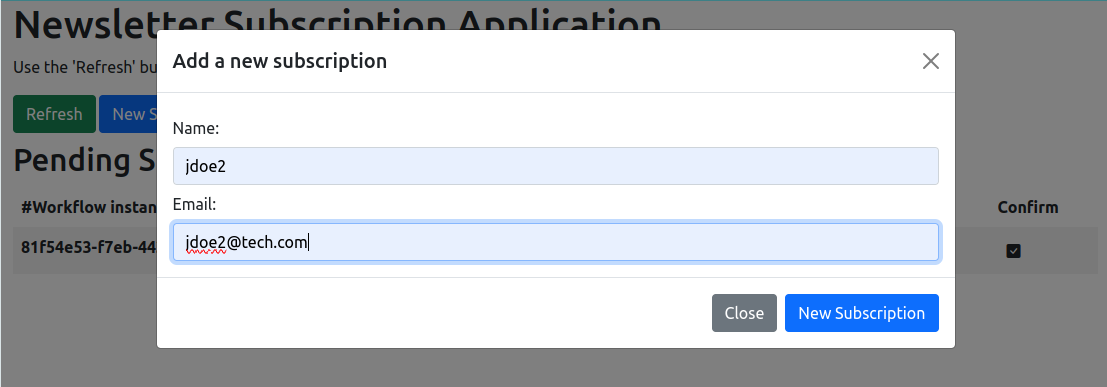 Newsletter Subscription Application
Use the 'Refresh' bu
Add a new subscription
Refresh
New S
Name:
jdoe2
Pending S
Email:
#Workflow instan
Confirm
jdoe2@tech.com
81f54e53-f7eb-44
Close
New Subscription